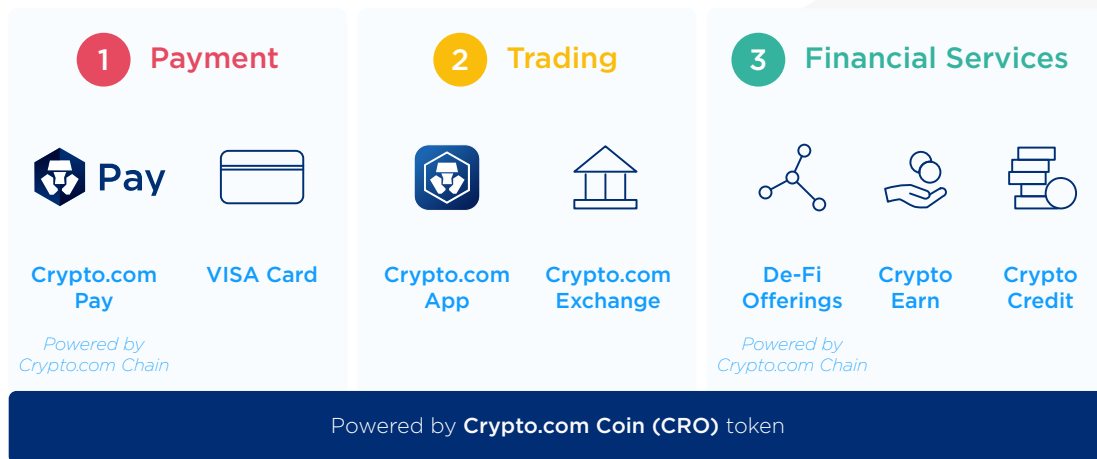 1 Payment
Pay
Crypto.com
Pay
VISA Card
Powered by
Crypto.com Chain
2 Trading
Crypto.com
App
Crypto.com
Exchange
3 Financial Services
De-Fi
Offerings
Crypto
Earn
Crypto
Credit
Powered by
Crypto.com Chain
Powered by Crypto.com Coin (CRO) token